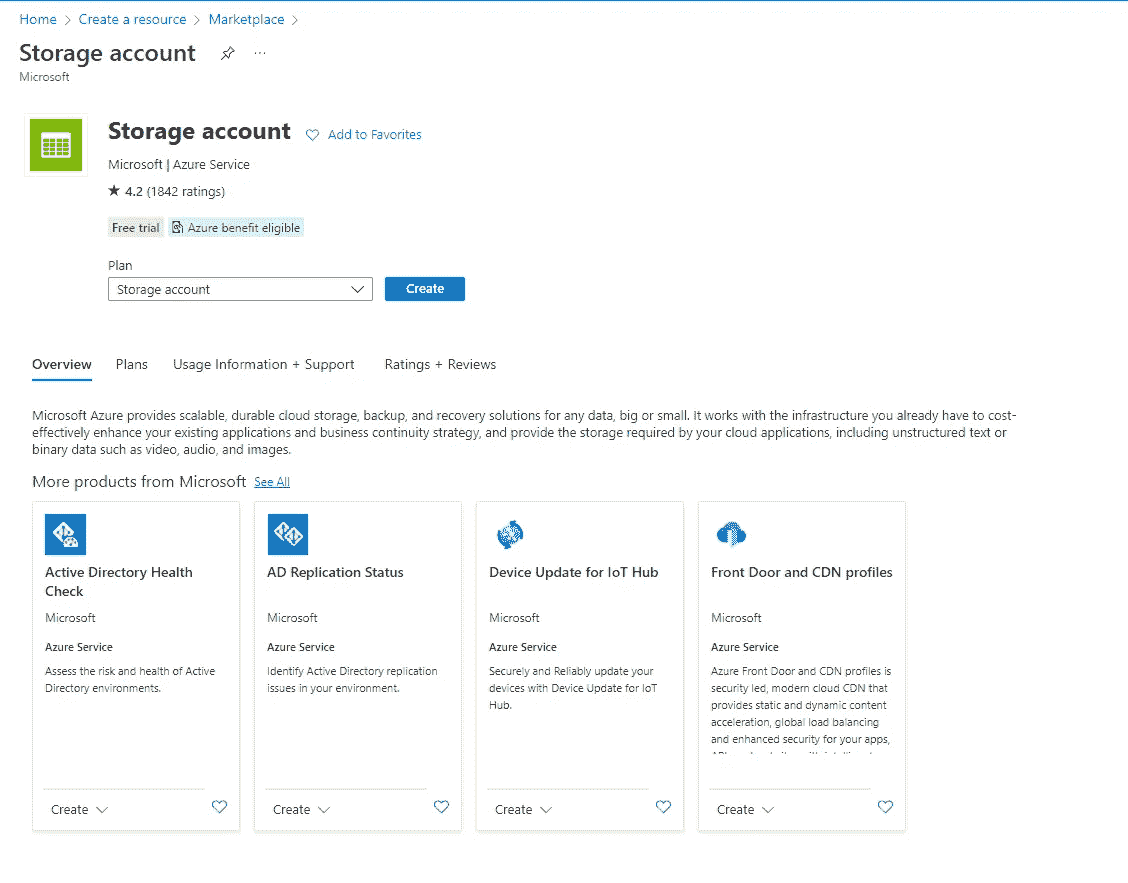 Home > Create a resource > Marketplace >
Storage account ...
Microsoft
Storage account Add to Favorites
Microsoft | Azure Service
★ 4.2 (1842 ratings)
Free trial Azure benefit eligible
Plan
Storage account Create
Overview Plans Usage Information + Support Ratings + Reviews
Microsoft Azure provides scalable, durable cloud storage, backup, and recovery solutions for any data, big or small. It works with the infrastructure you already have to cost-
effectively enhance your existing applications and business continuity strategy, and provide the storage required by your cloud applications, including unstructured text or
binary data such as video, audio, and images.
More products from Microsoft See All
Active Directory Health
Check
Microsoft
Azure Service
Assess the risk and health of Active
Directory environments.
Create
AD Replication Status
Microsoft
Azure Service
Identify Active Directory replication
issues in your environment.
Create
Device Update for IoT Hub
Microsoft
Azure Service
Securely and Reliably update your
devices with Device Update for IoT
Hub.
Create
Front Door and CDN profiles
Microsoft
Azure Service
Azure Front Door and CDN profiles is
security led, modern cloud CDN that
provides static and dynamic content
acceleration, global load balancing
and enhanced security for your apps,
Create